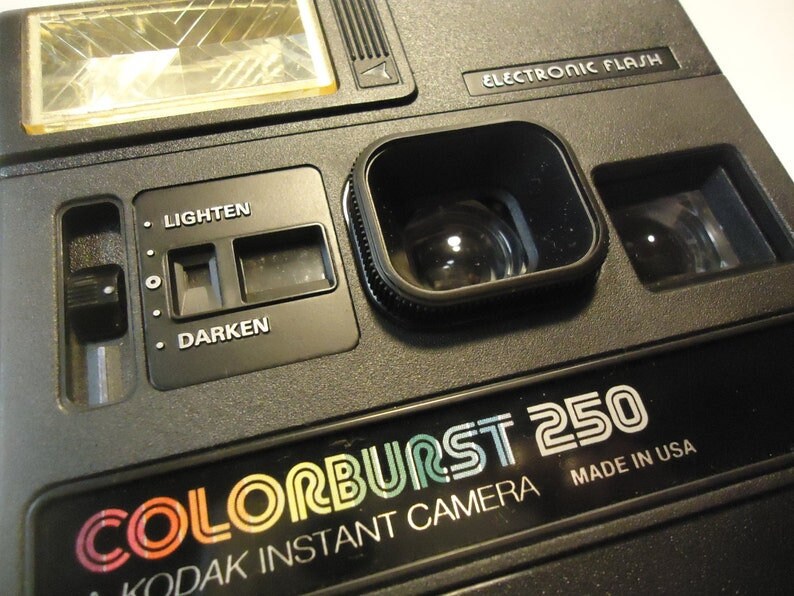 ELECTRONIC FLASH
LIGHTEN
DARKEN
COLORBURST 250
A KODAK INSTANT CAMERA MADE IN USA